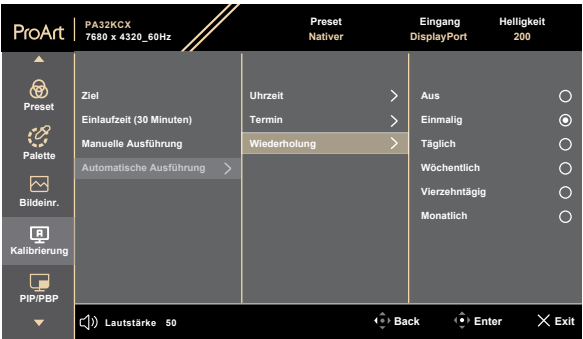 ProArt
PA32KCX
7680 x 4320_60Hz
Preset
Nativer
Eingang
DisplayPort
Helligkeit
200
Preset
Palette
Bildeinr.
Kalibrierung
PIP/PBP
Ziel
Einlaufzeit (30 Minuten)
Manuelle Ausführung
Automatische Ausführung
Uhrzeit
Termin
Wiederholung
Aus
Einmalig
Täglich
Wöchentlich
Vierzehntägig
Monatlich
Lautstärke 50
Back
Enter
Exit